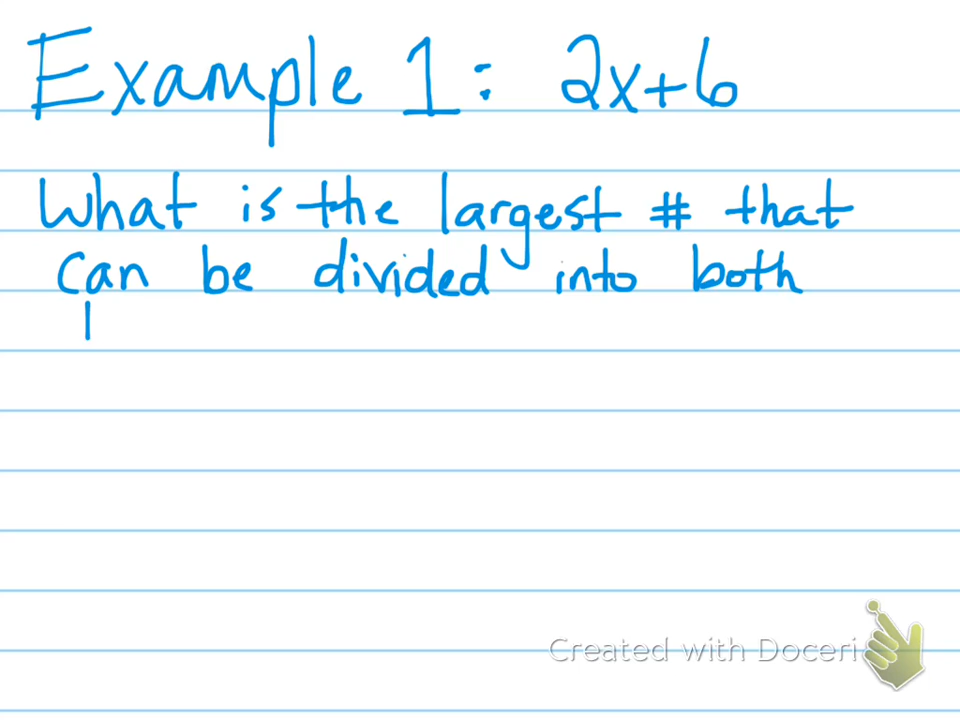 Example 1: 2x+6
What is the largest # that
can be divided into both
Created with Doceri